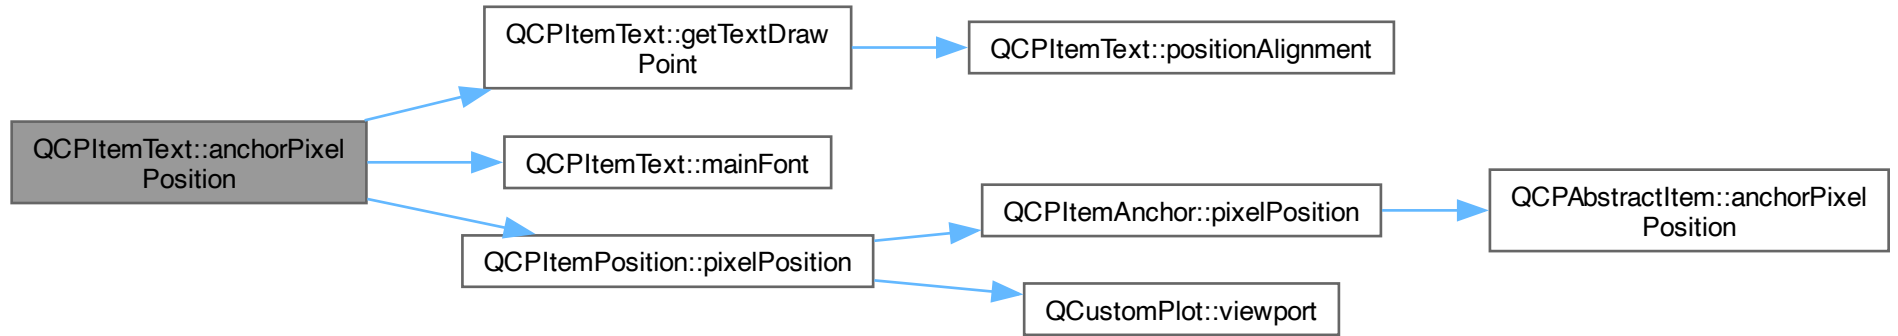 QCPItemText::anchorPixel
Position
QCPItemText::getTextDraw
Point
QCPItemText::positionAlignment
QCPItemText::mainFont
QCPItemPosition::pixelPosition
QCPItemAnchor::pixelPosition
QCPAbstractItem::anchorPixel
Position
QCustomPlot::viewport